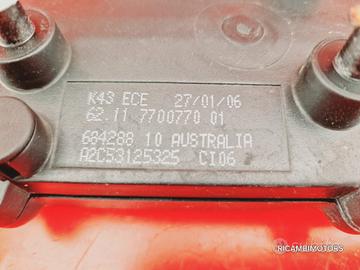 K43 ECE 27/01/06
62.11 7700770 01
684288 10 AUSTRALIA
A2C53125325 CI06
RICAMBIMOTORS